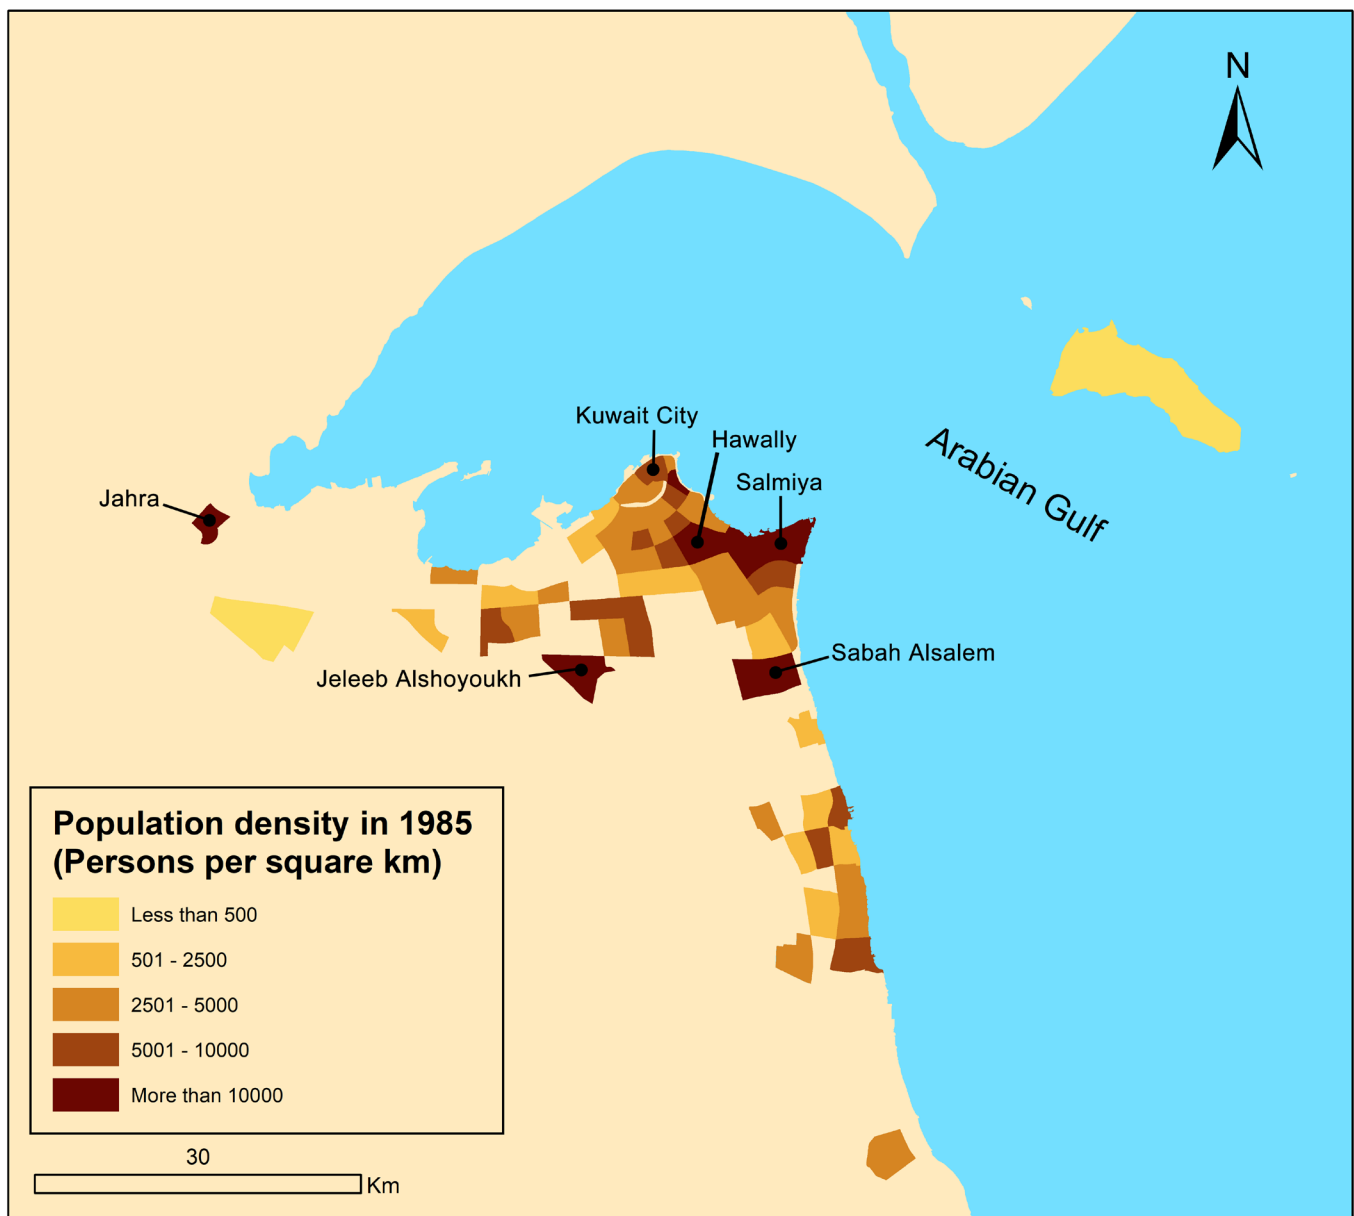 N
Kuwait City
Hawally
Salmiya
Arabian Gulf
Jahra
Sabah Alsalem
Jeleeb Alshoyoukh
Population density in 1985
(Persons per square km)
Less than 500
501 - 2500
2501 - 5000
5001 - 10000
More than 10000
30
Km